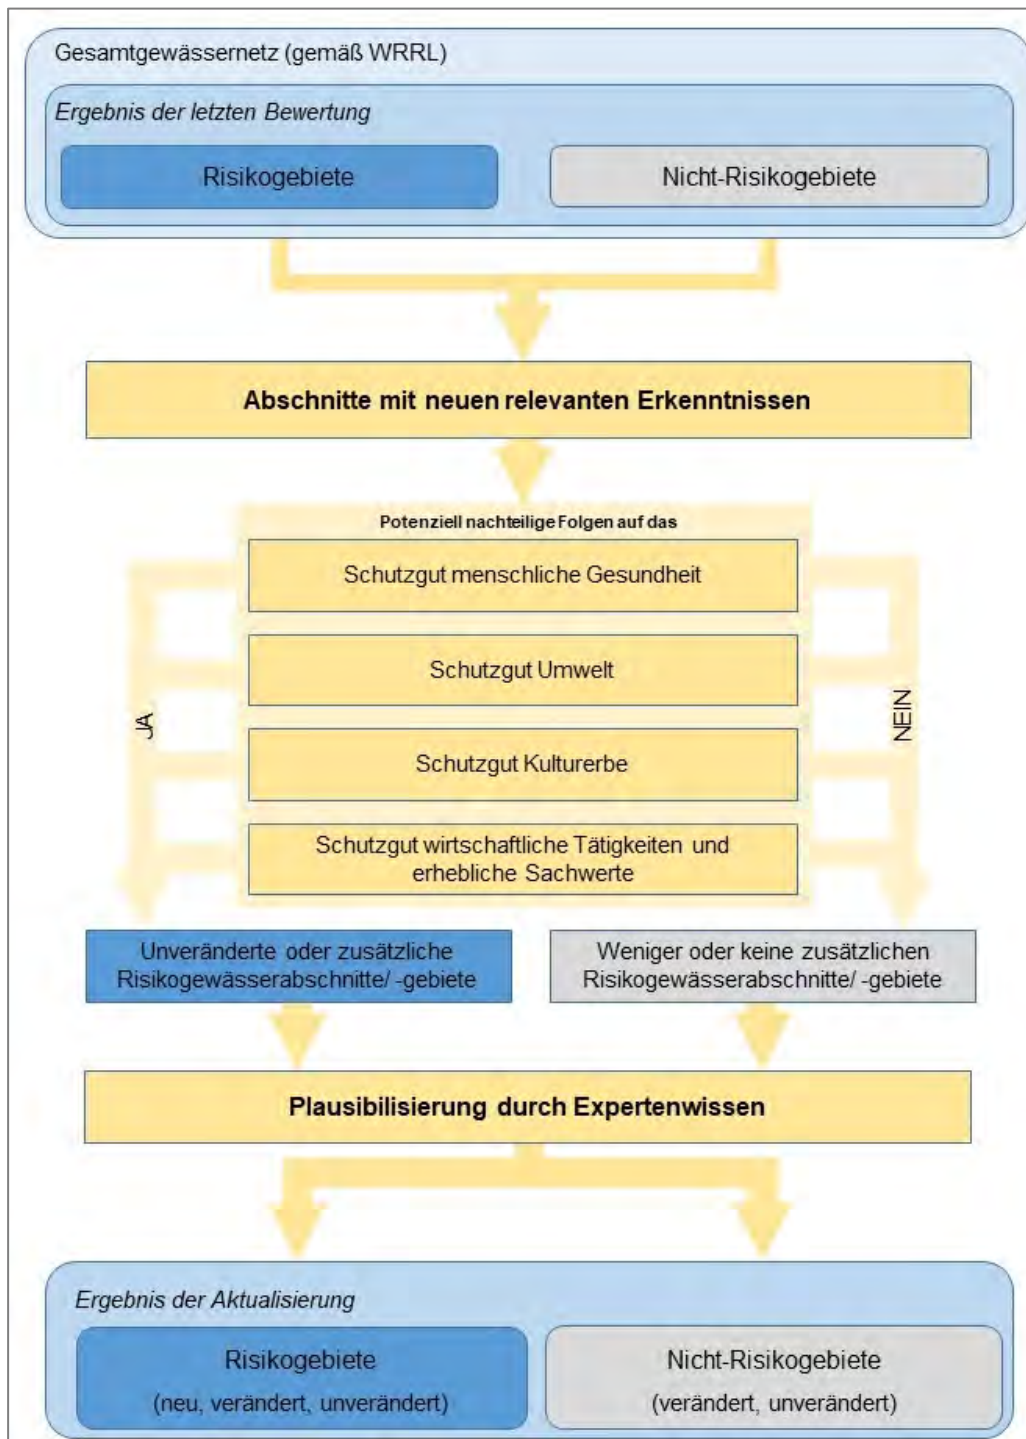 Gesamtgewässernetz (gemäß WRRL)
Ergebnis der letzten Bewertung
Risikogebiete
Nicht-Risikogebiete
Abschnitte mit neuen relevanten Erkenntnissen
Potenziell nachteilige Folgen auf das
Schutzgut menschliche Gesundheit
Schutzgut Umwelt
JA
NEIN
Schutzgut Kulturerbe
Schutzgut wirtschaftliche Tätigkeiten und
erhebliche Sachwerte
Unveränderte oder zusätzliche
Risikogewässerabschnitte/ -gebiete
Weniger oder keine zusätzlichen
Risikogewässerabschnitte/ -gebiete
Plausibilisierung durch Expertenwissen
Ergebnis der Aktualisierung
Risikogebiete
(neu, verändert, unverändert)
Nicht-Risikogebiete
(verändert, unverändert)